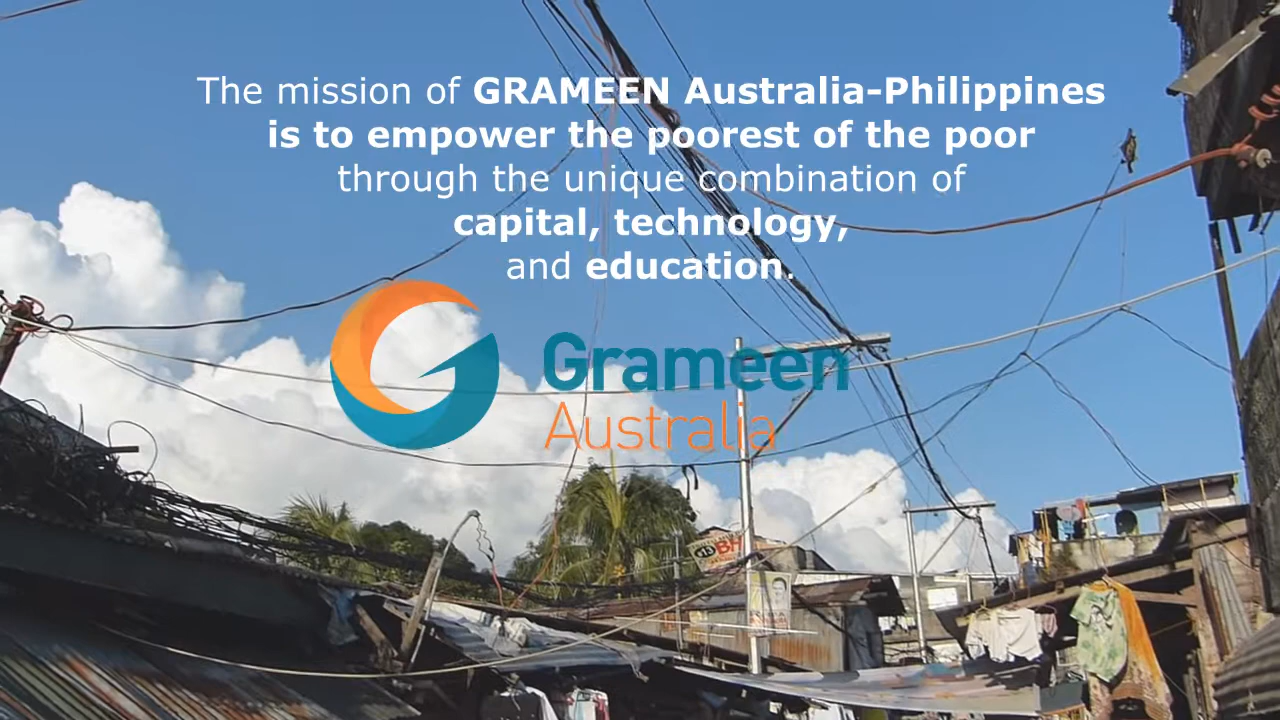 The mission of GRAMEEN Australia-Philippines
is to empower the poorest of the poor
through the unique combination of
capital, technology,
and education.
Grameen
Australia